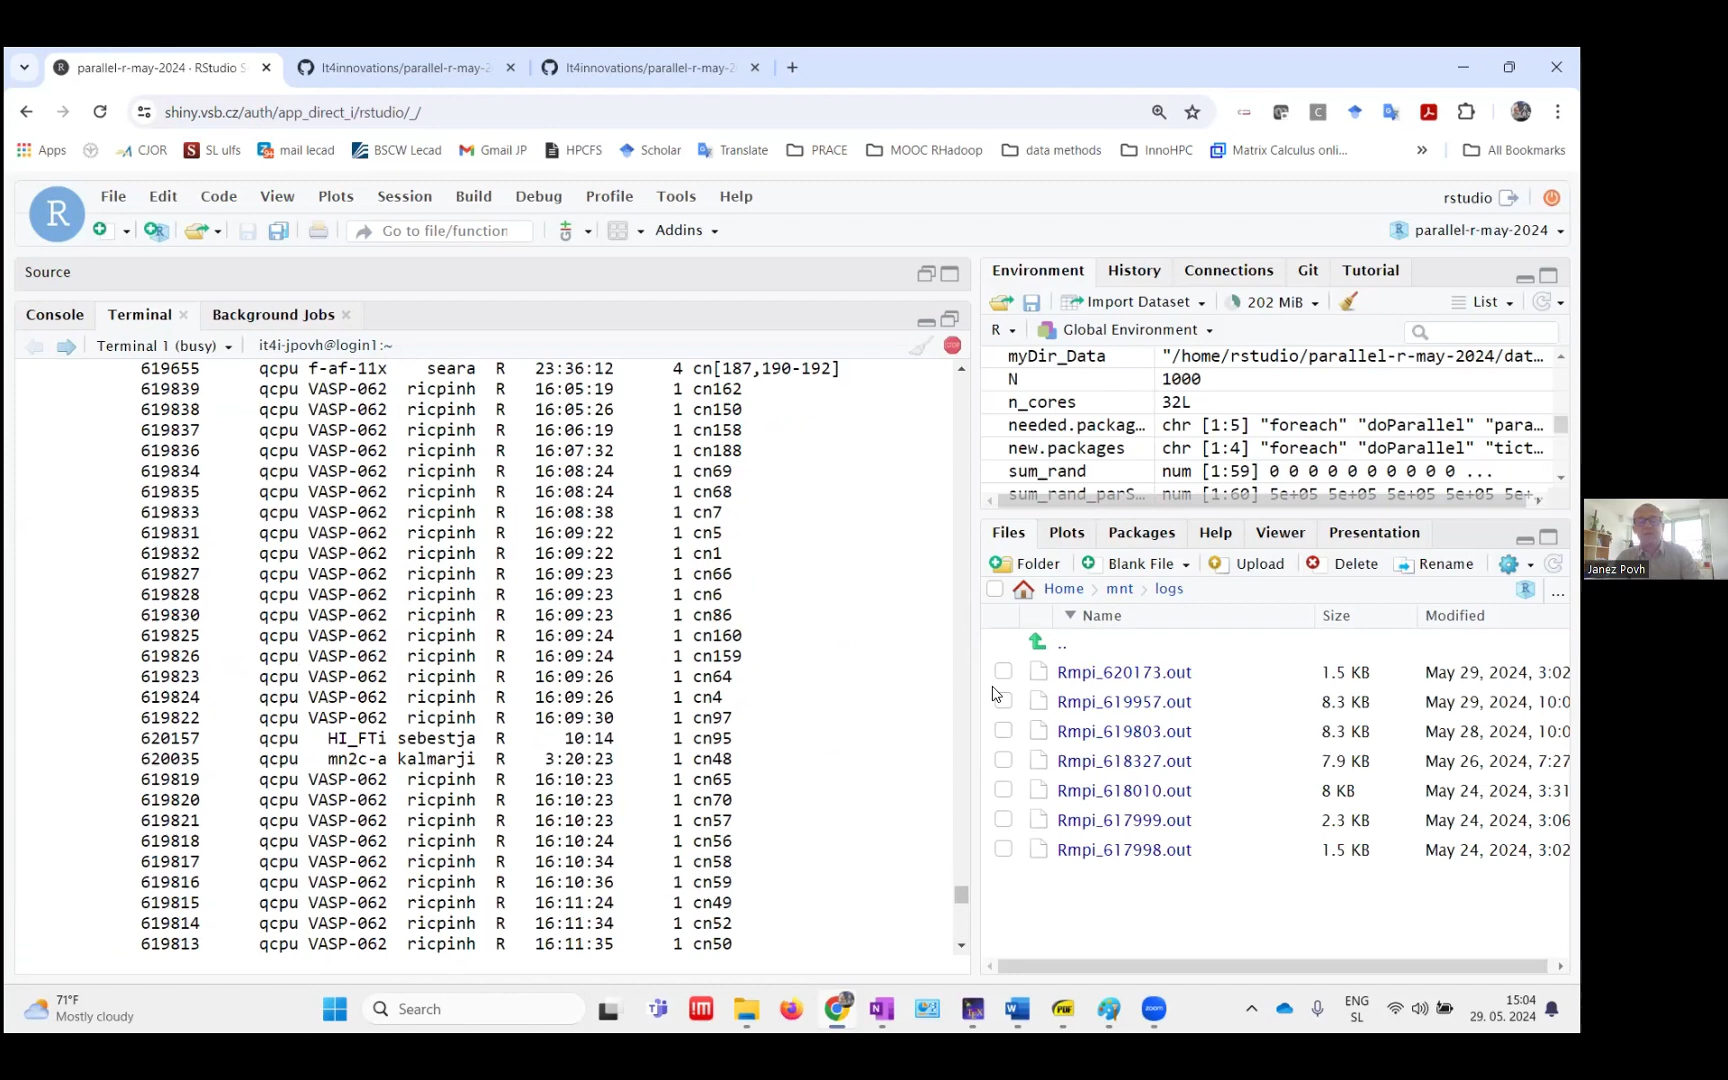 parallel-r-may-2024 · RStudio S
It4innovations/parallel-r-may-2
It4innovations/parallel-r-may-2
shiny.vsb.cz/auth/app_direct_i/rstudio/_/
Apps CJOR SL ulfs mail lecad BSCW Lecad Gmail JP HPCFS Scholar Translate PRACE MOOC RHadoop data methods InnoHPC Matrix Calculus onli... » All Bookmarks
R File Edit Code View Plots Session Build Debug Profile Tools Help rstudio
Go to file/function Addins parallel-r-may-2024
Source
Console Terminal Background Jobs
Terminal 1 (busy) it4i-jpovh@login1:~
619655 qcpu f-af-11x seara R 23:36:12 4 cn[187,190-192]
619839 qcpu VASP-062 ricpinh R 16:05:19 1 cn162
619838 qcpu VASP-062 ricpinh R 16:05:26 1 cn150
619837 qcpu VASP-062 ricpinh R 16:06:19 1 cn158
619836 qcpu VASP-062 ricpinh R 16:07:32 1 cn188
619834 qcpu VASP-062 ricpinh R 16:08:24 1 cn69
619835 qcpu VASP-062 ricpinh R 16:08:24 1 cn68
619833 qcpu VASP-062 ricpinh R 16:08:38 1 cn7
619831 qcpu VASP-062 ricpinh R 16:09:22 1 cn5
619832 qcpu VASP-062 ricpinh R 16:09:22 1 cn1
619827 qcpu VASP-062 ricpinh R 16:09:23 1 cn66
619828 qcpu VASP-062 ricpinh R 16:09:23 1 cn6
619830 qcpu VASP-062 ricpinh R 16:09:23 1 cn86
619825 qcpu VASP-062 ricpinh R 16:09:24 1 cn160
619826 qcpu VASP-062 ricpinh R 16:09:24 1 cn159
619823 qcpu VASP-062 ricpinh R 16:09:26 1 cn64
619824 qcpu VASP-062 ricpinh R 16:09:26 1 cn4
619822 qcpu VASP-062 ricpinh R 16:09:30 1 cn97
620157 qcpu HI_FTi sebestja R 10:14 1 cn95
620035 qcpu mn2c-a kalmarji R 3:20:23 1 cn48
619819 qcpu VASP-062 ricpinh R 16:10:23 1 cn65
619820 qcpu VASP-062 ricpinh R 16:10:23 1 cn70
619821 qcpu VASP-062 ricpinh R 16:10:23 1 cn57
619818 qcpu VASP-062 ricpinh R 16:10:24 1 cn56
619817 qcpu VASP-062 ricpinh R 16:10:34 1 cn58
619816 qcpu VASP-062 ricpinh R 16:10:36 1 cn59
619815 qcpu VASP-062 ricpinh R 16:11:24 1 cn49
619814 qcpu VASP-062 ricpinh R 16:11:34 1 cn52
619813 qcpu VASP-062 ricpinh R 16:11:35 1 cn50
Environment History Connections Git Tutorial
Import Dataset 202 MiB List
R Global Environment
myDir_Data "/home/rstudio/parallel-r-may-2024/dat…
N 1000
n_cores 32L
needed.packag… chr [1:5] "foreach" "doParallel" "para…
new.packages chr [1:4] "foreach" "doParallel" "tict…
sum_rand num [1:59] 0 0 0 0 0 0 0 0 0 0 ...
sum_rand_parS… num [1:60] 5e+05 5e+05 5e+05 5e+05 5e+…
Files Plots Packages Help Viewer Presentation
Folder Blank File Upload Delete Rename
Home mnt logs ...
Name Size Modified
..
Rmpi_620173.out 1.5 KB May 29, 2024, 3:02
Rmpi_619957.out 8.3 KB May 29, 2024, 10:0
Rmpi_619803.out 8.3 KB May 28, 2024, 10:0
Rmpi_618327.out 7.9 KB May 26, 2024, 7:27
Rmpi_618010.out 8 KB May 24, 2024, 3:31
Rmpi_617999.out 2.3 KB May 24, 2024, 3:06
Rmpi_617998.out 1.5 KB May 24, 2024, 3:02
Janez Povh
71°F
Mostly cloudy
Search
zoom
ENG
SL
15:04
29. 05. 2024